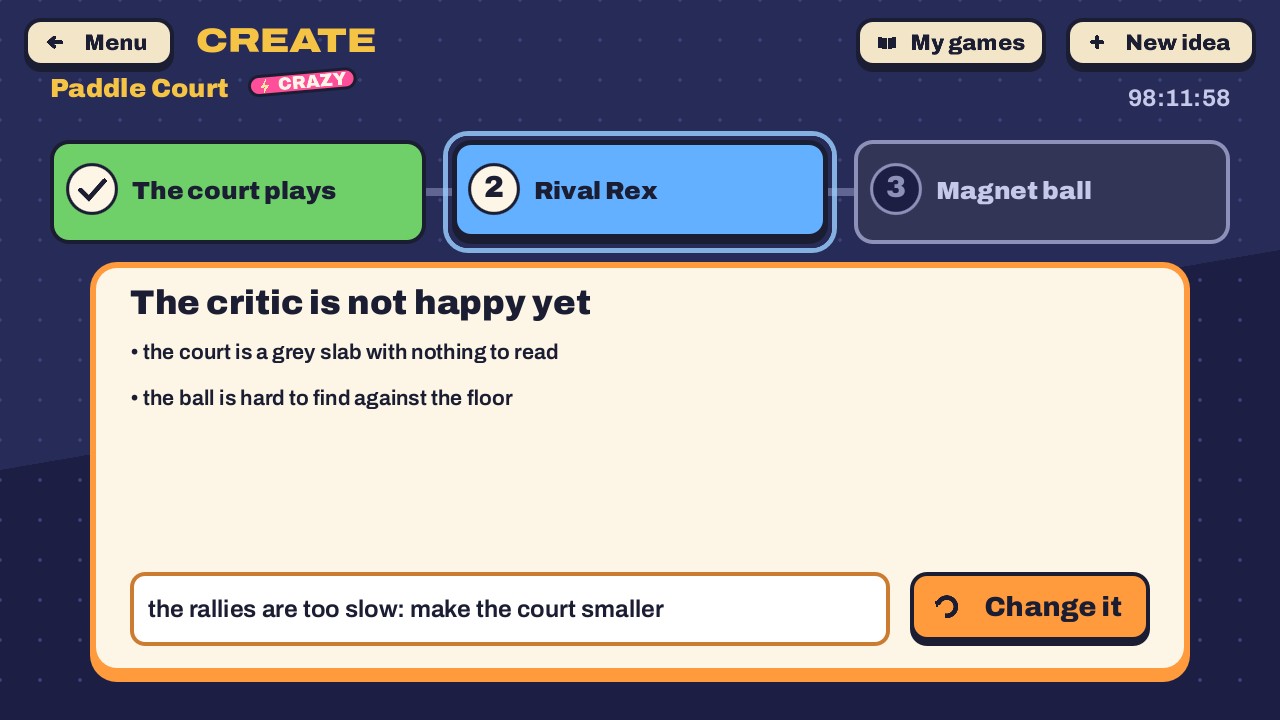 Menu
CREATE
My games
New idea
Paddle Court
CRAZY
98:11:58
The court plays
2
Rival Rex
3
Magnet ball
The critic is not happy yet
• the court is a grey slab with nothing to read
• the ball is hard to find against the floor
the rallies are too slow: make the court smaller
Change it